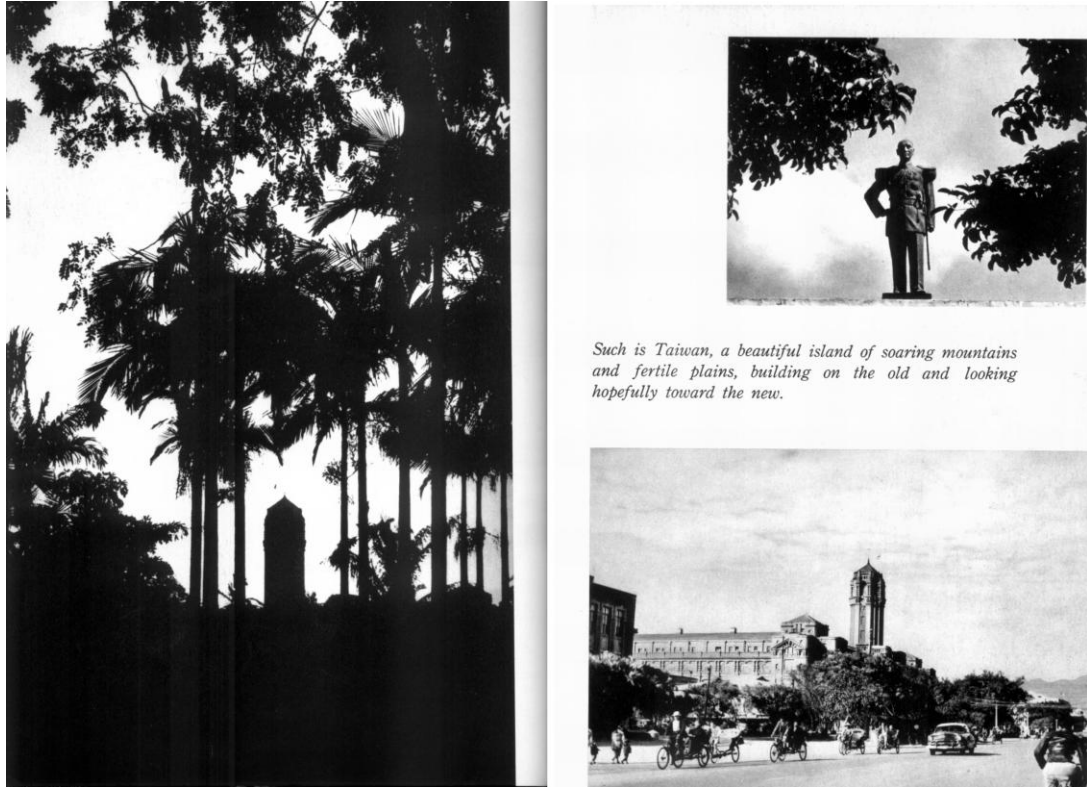 Such is Taiwan, a beautiful island of soaring mountains
and fertile plains, building on the old and looking
hopefully toward the new.